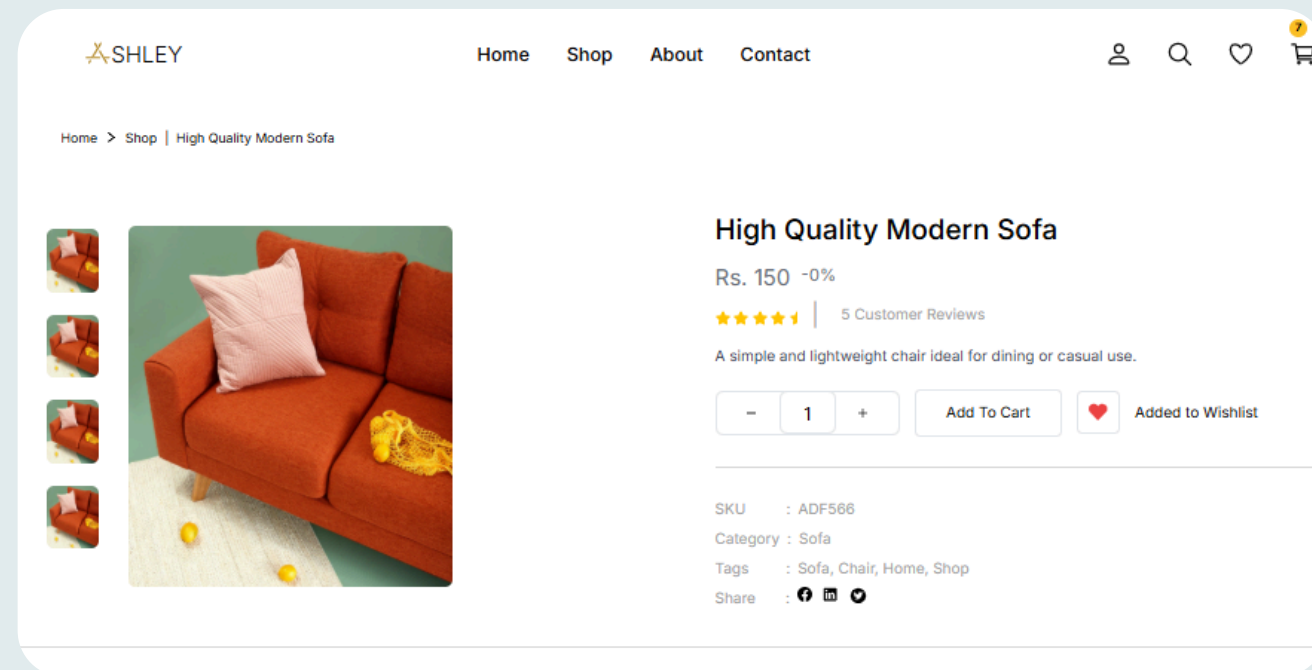 ASHLEY
Home Shop About Contact
7
Home > Shop | High Quality Modern Sofa
High Quality Modern Sofa
Rs. 150 -0%
5 Customer Reviews
A simple and lightweight chair ideal for dining or casual use.
- 1 + Add To Cart Added to Wishlist
SKU : ADF566
Category : Sofa
Tags : Sofa, Chair, Home, Shop
Share :